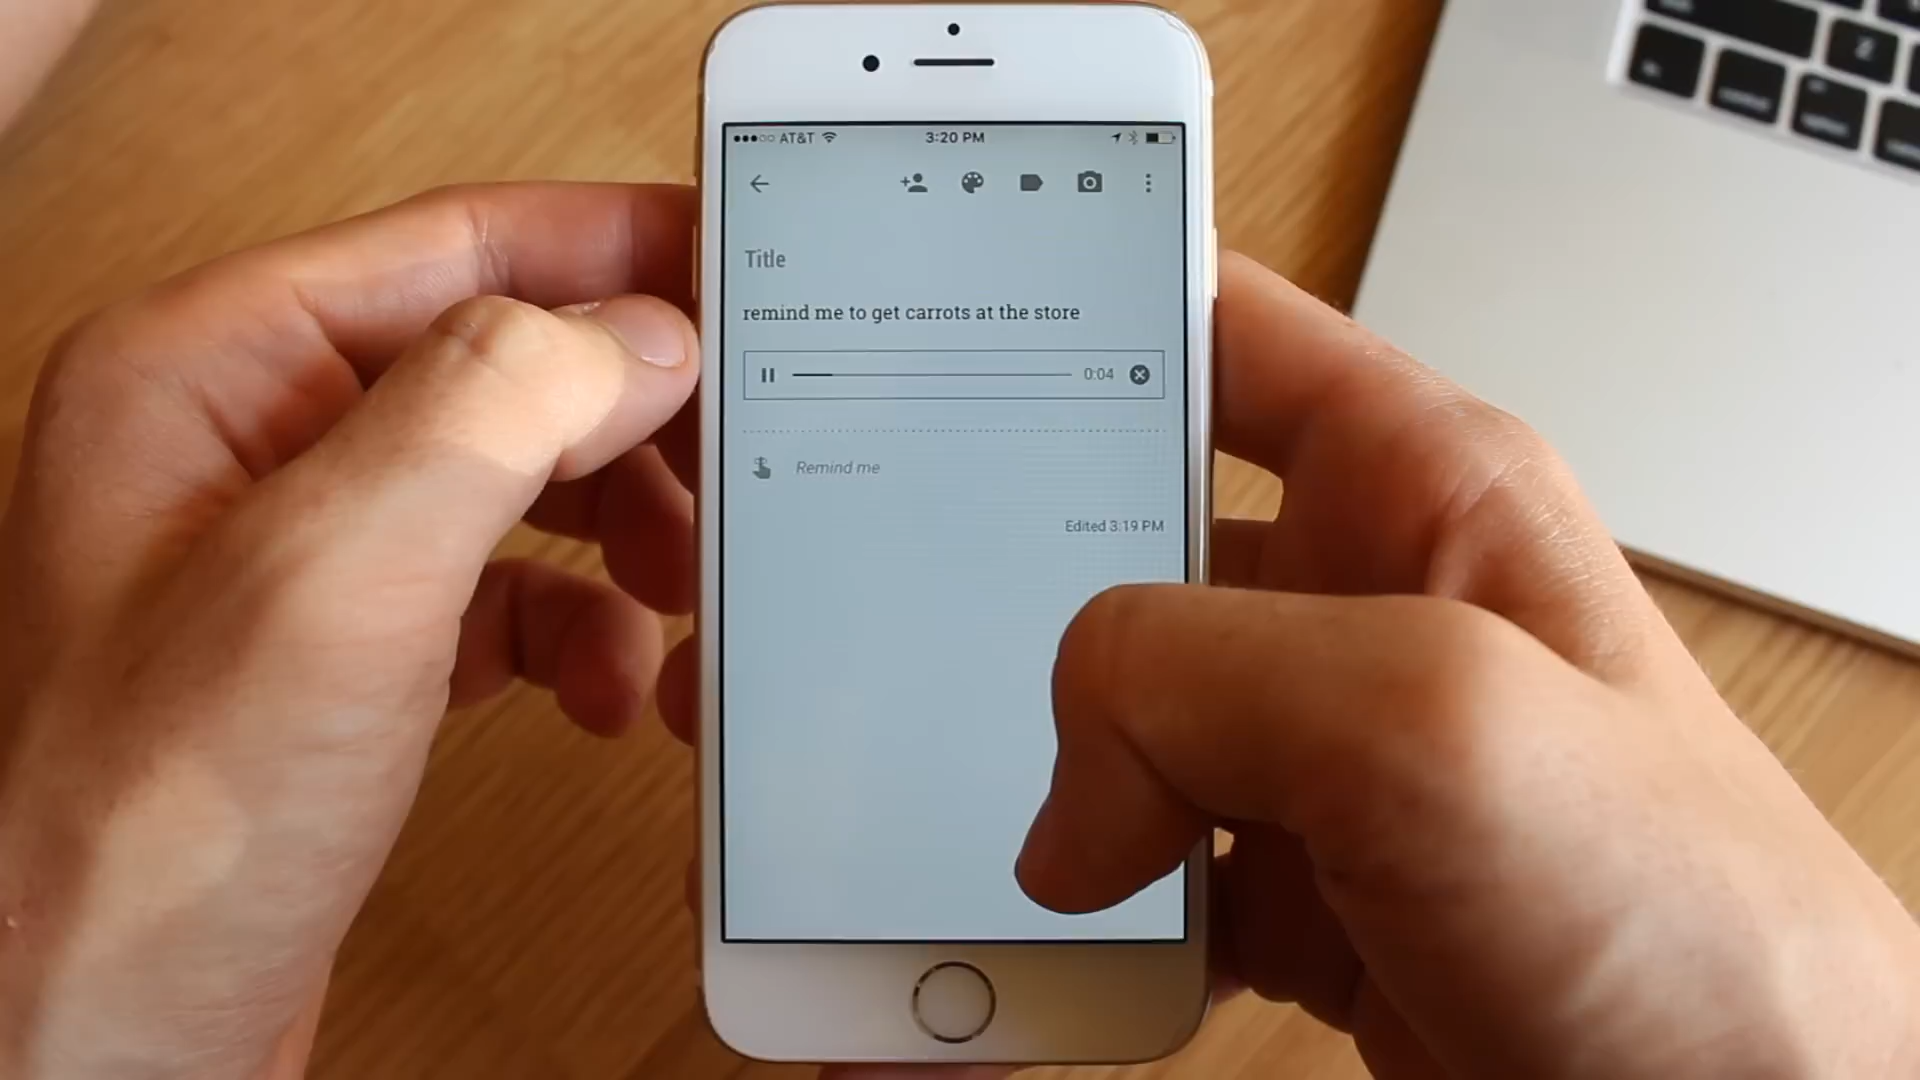 AT&T 3:20 PM
Title
remind me to get carrots at the store
0:04
Remind me
Edited 3:19 PM
Z